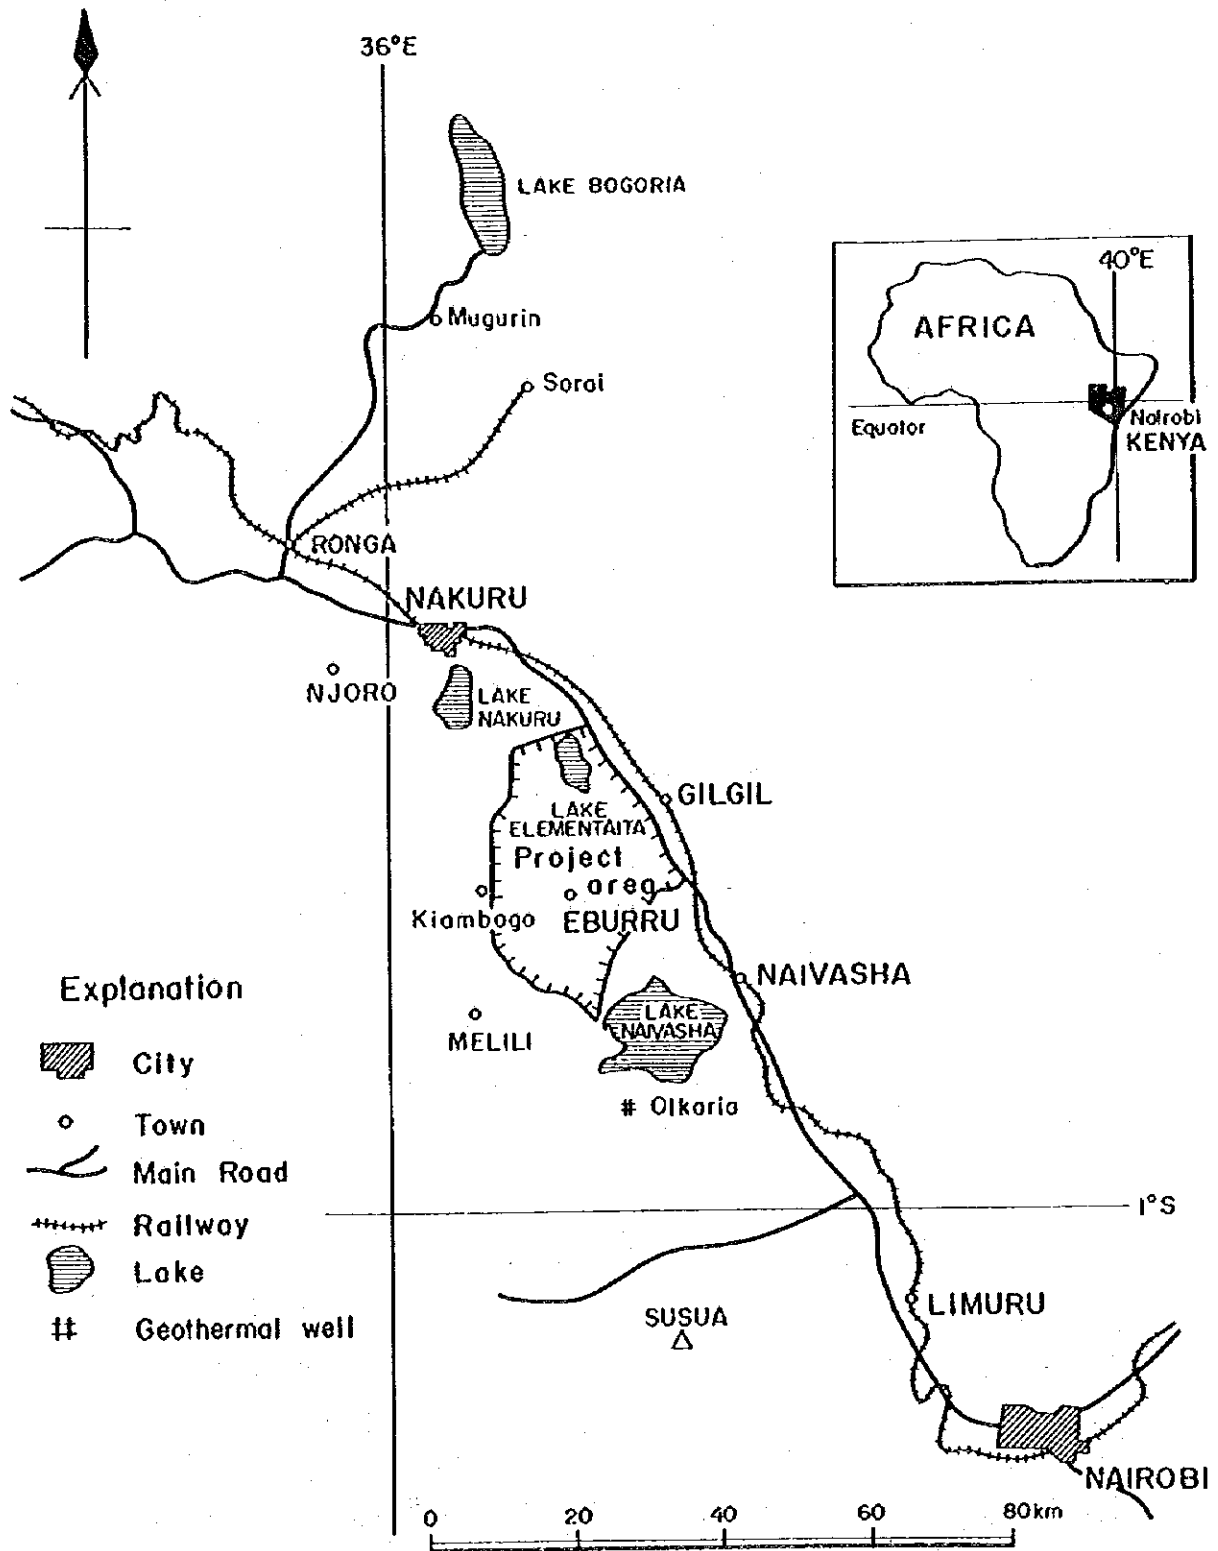 36°E
LAKE BOGORIA
40°E
AFRICA
Mugurin
Sorai
Equator
Nairobi
KENYA
RONGA
NAKURU
NJORO
LAKE
NAKURU
GILGIL
LAKE
ELEMENTAITA
Project
area
Kiambogo
EBURRU
NAIVASHA
Explanation
LAKE
NAIVASHA
MELILI
City
# Olkaria
Town
Main Road
1°S
Railway
Lake
LIMURU
SUSUA
Geothermal well
NAIROBI
0 20 40 60 80km